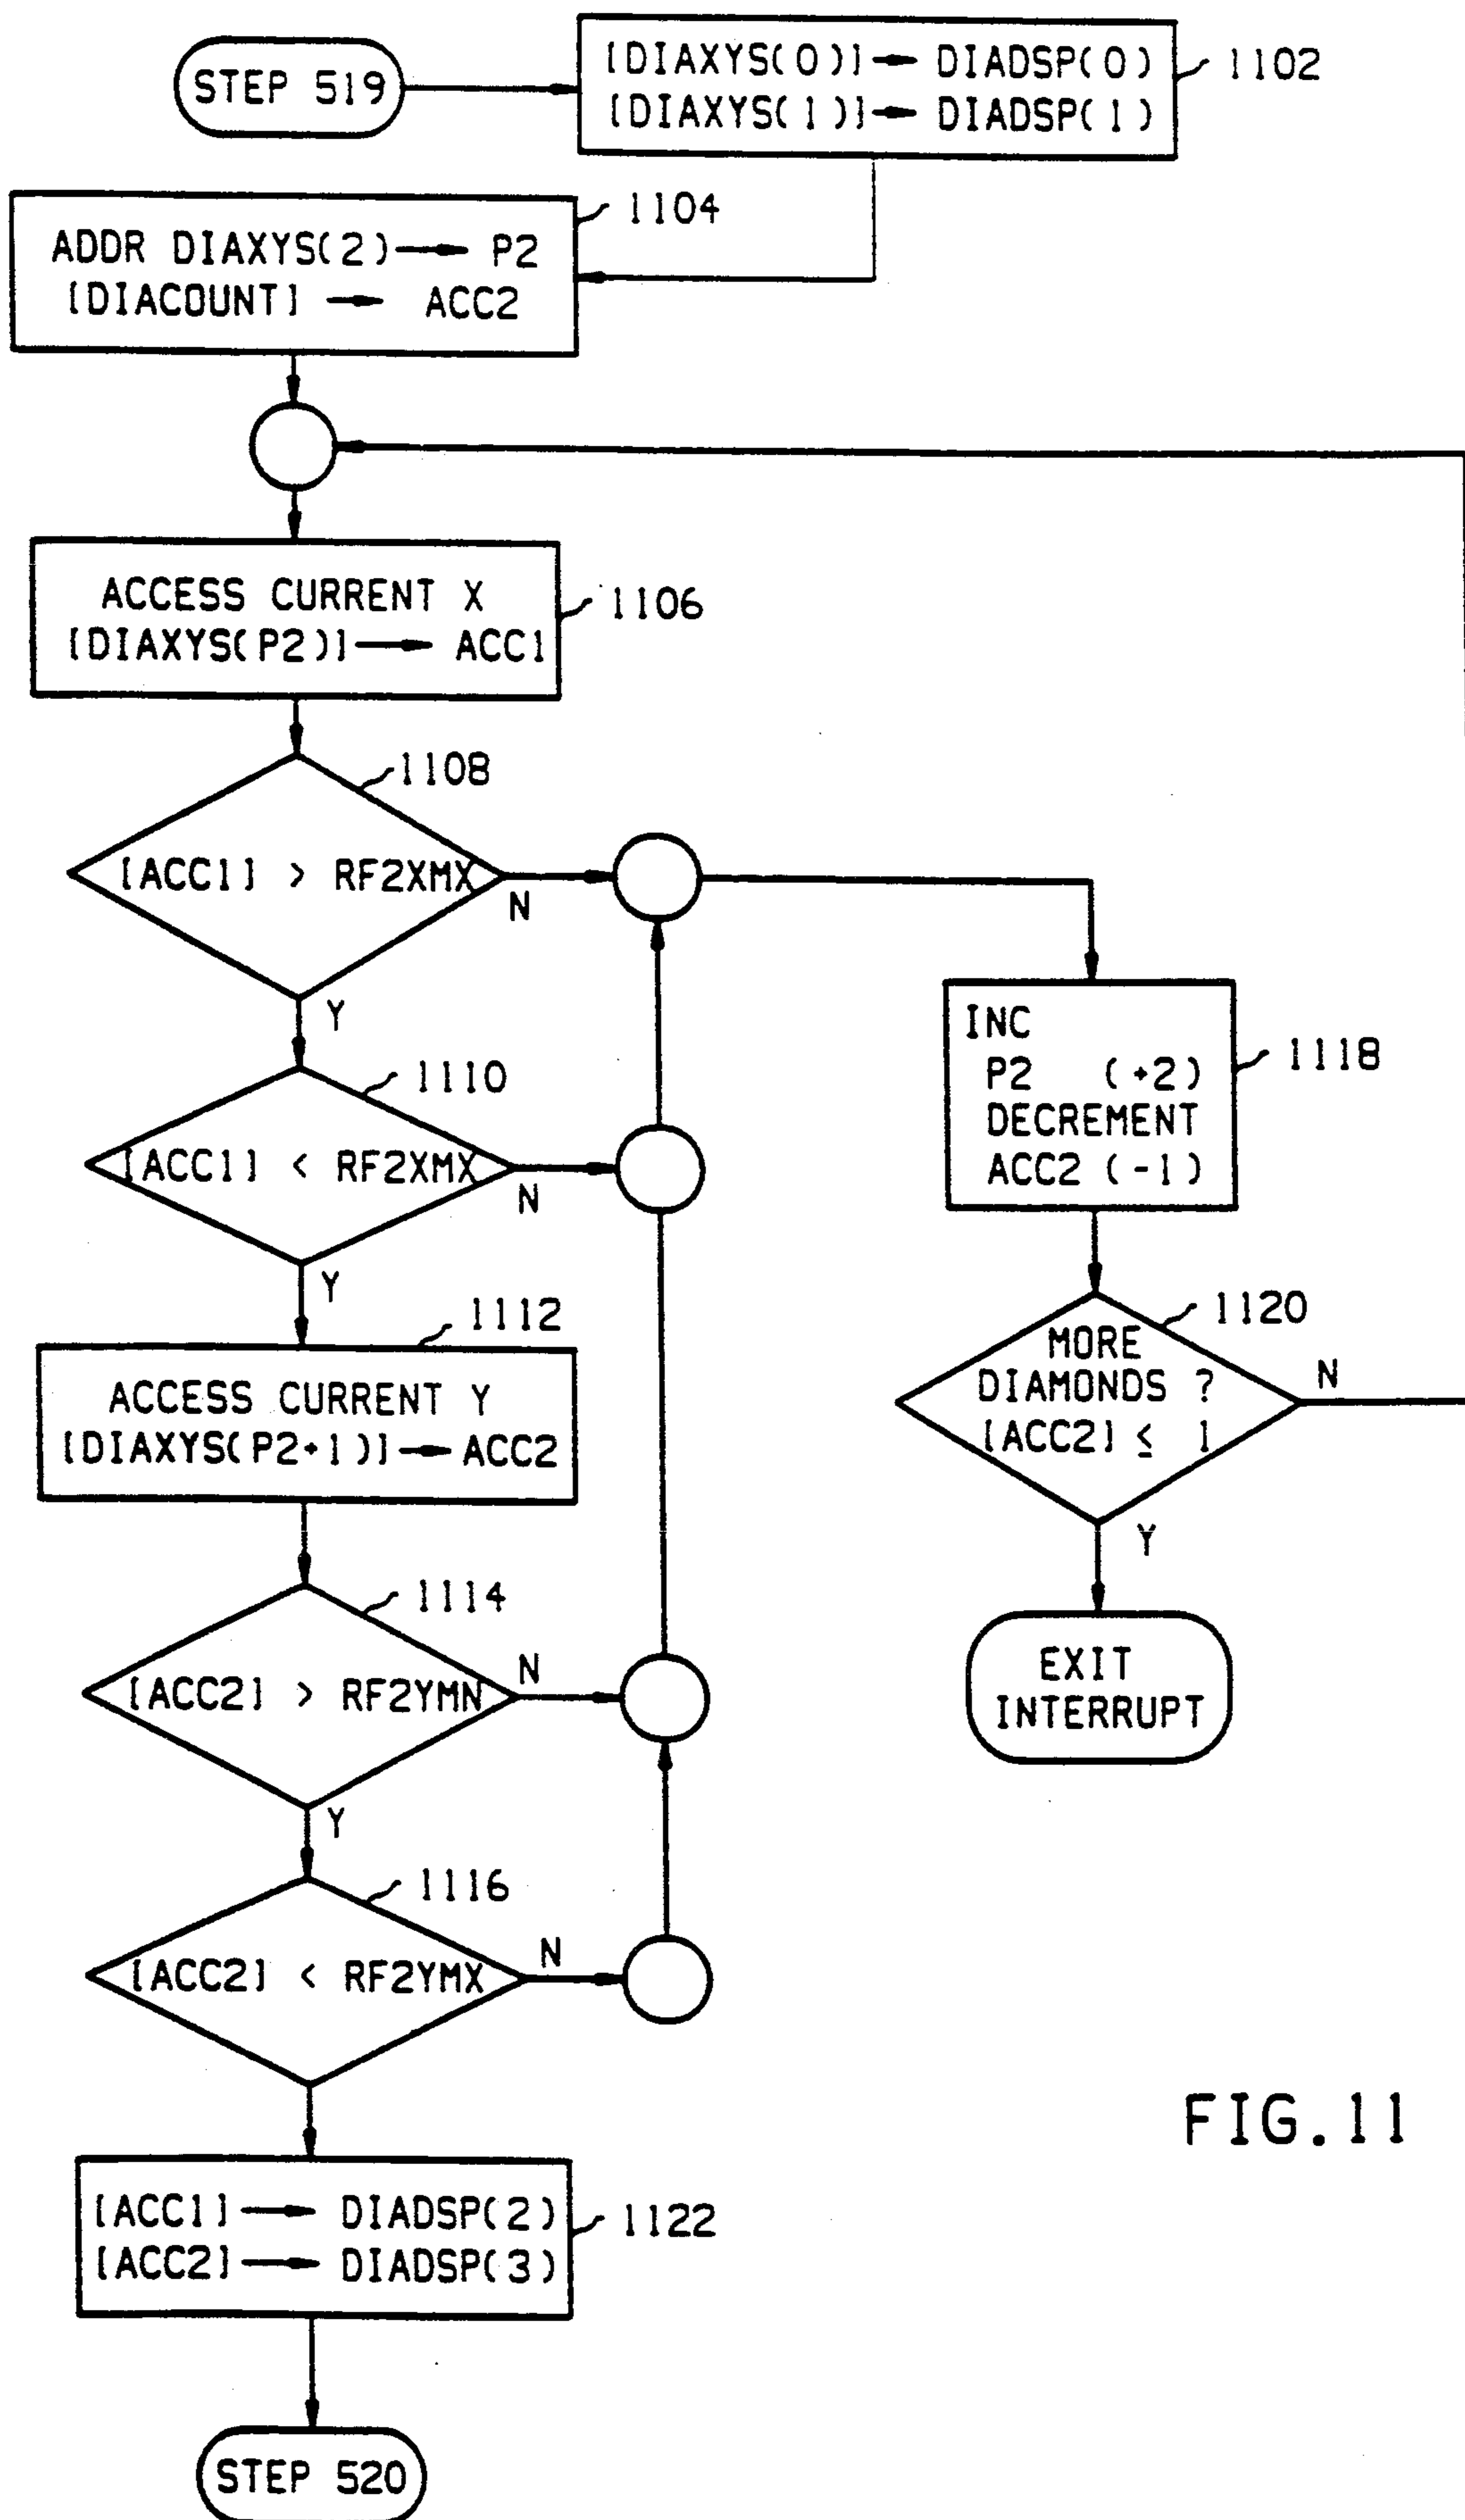 STEP 519
[DIAXYS(0)] → DIADSP(0)
[DIAXYS(1)] → DIADSP(1)
1102
1104
ADDR DIAXYS(2) → P2
[DIACOUNT] → ACC2
ACCESS CURRENT X
[DIAXYS(P2)] → ACC1
1106
1108
[ACC1] > RF2XMX
N
Y
INC
P2 (+2)
DECREMENT
ACC2 (-1)
1118
1110
[ACC1] < RF2XMX
N
Y
1120
MORE
DIAMONDS ?
[ACC2] ≤ 1
N
Y
1112
ACCESS CURRENT Y
[DIAXYS(P2+1)] → ACC2
1114
[ACC2] > RF2YMN
N
Y
EXIT
INTERRUPT
1116
[ACC2] < RF2YMX
N
FIG.11
[ACC1] → DIADSP(2)
[ACC2] → DIADSP(3)
1122
STEP 520